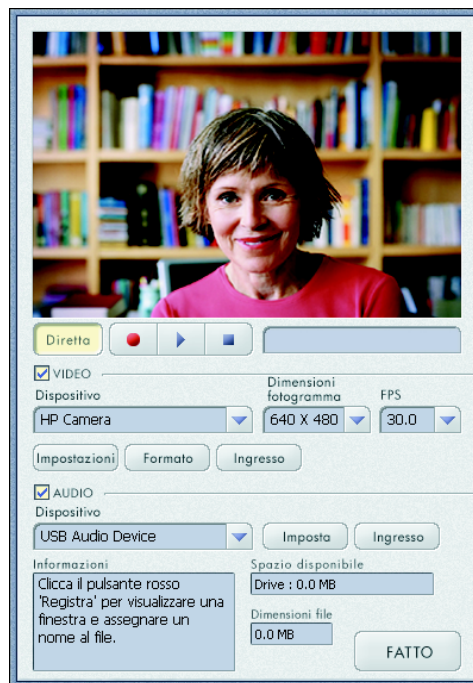 Diretta
VIDEO
Dispositivo
Dimensioni
fotogramma
FPS
HP Camera
640 X 480
30.0
Impostazioni
Formato
Ingresso
AUDIO
Dispositivo
USB Audio Device
Imposta
Ingresso
Informazioni
Clicca il pulsante rosso
'Registra' per visualizzare una
finestra e assegnare un
nome al file.
Spazio disponibile
Drive : 0.0 MB
Dimensioni file
0.0 MB
FATTO